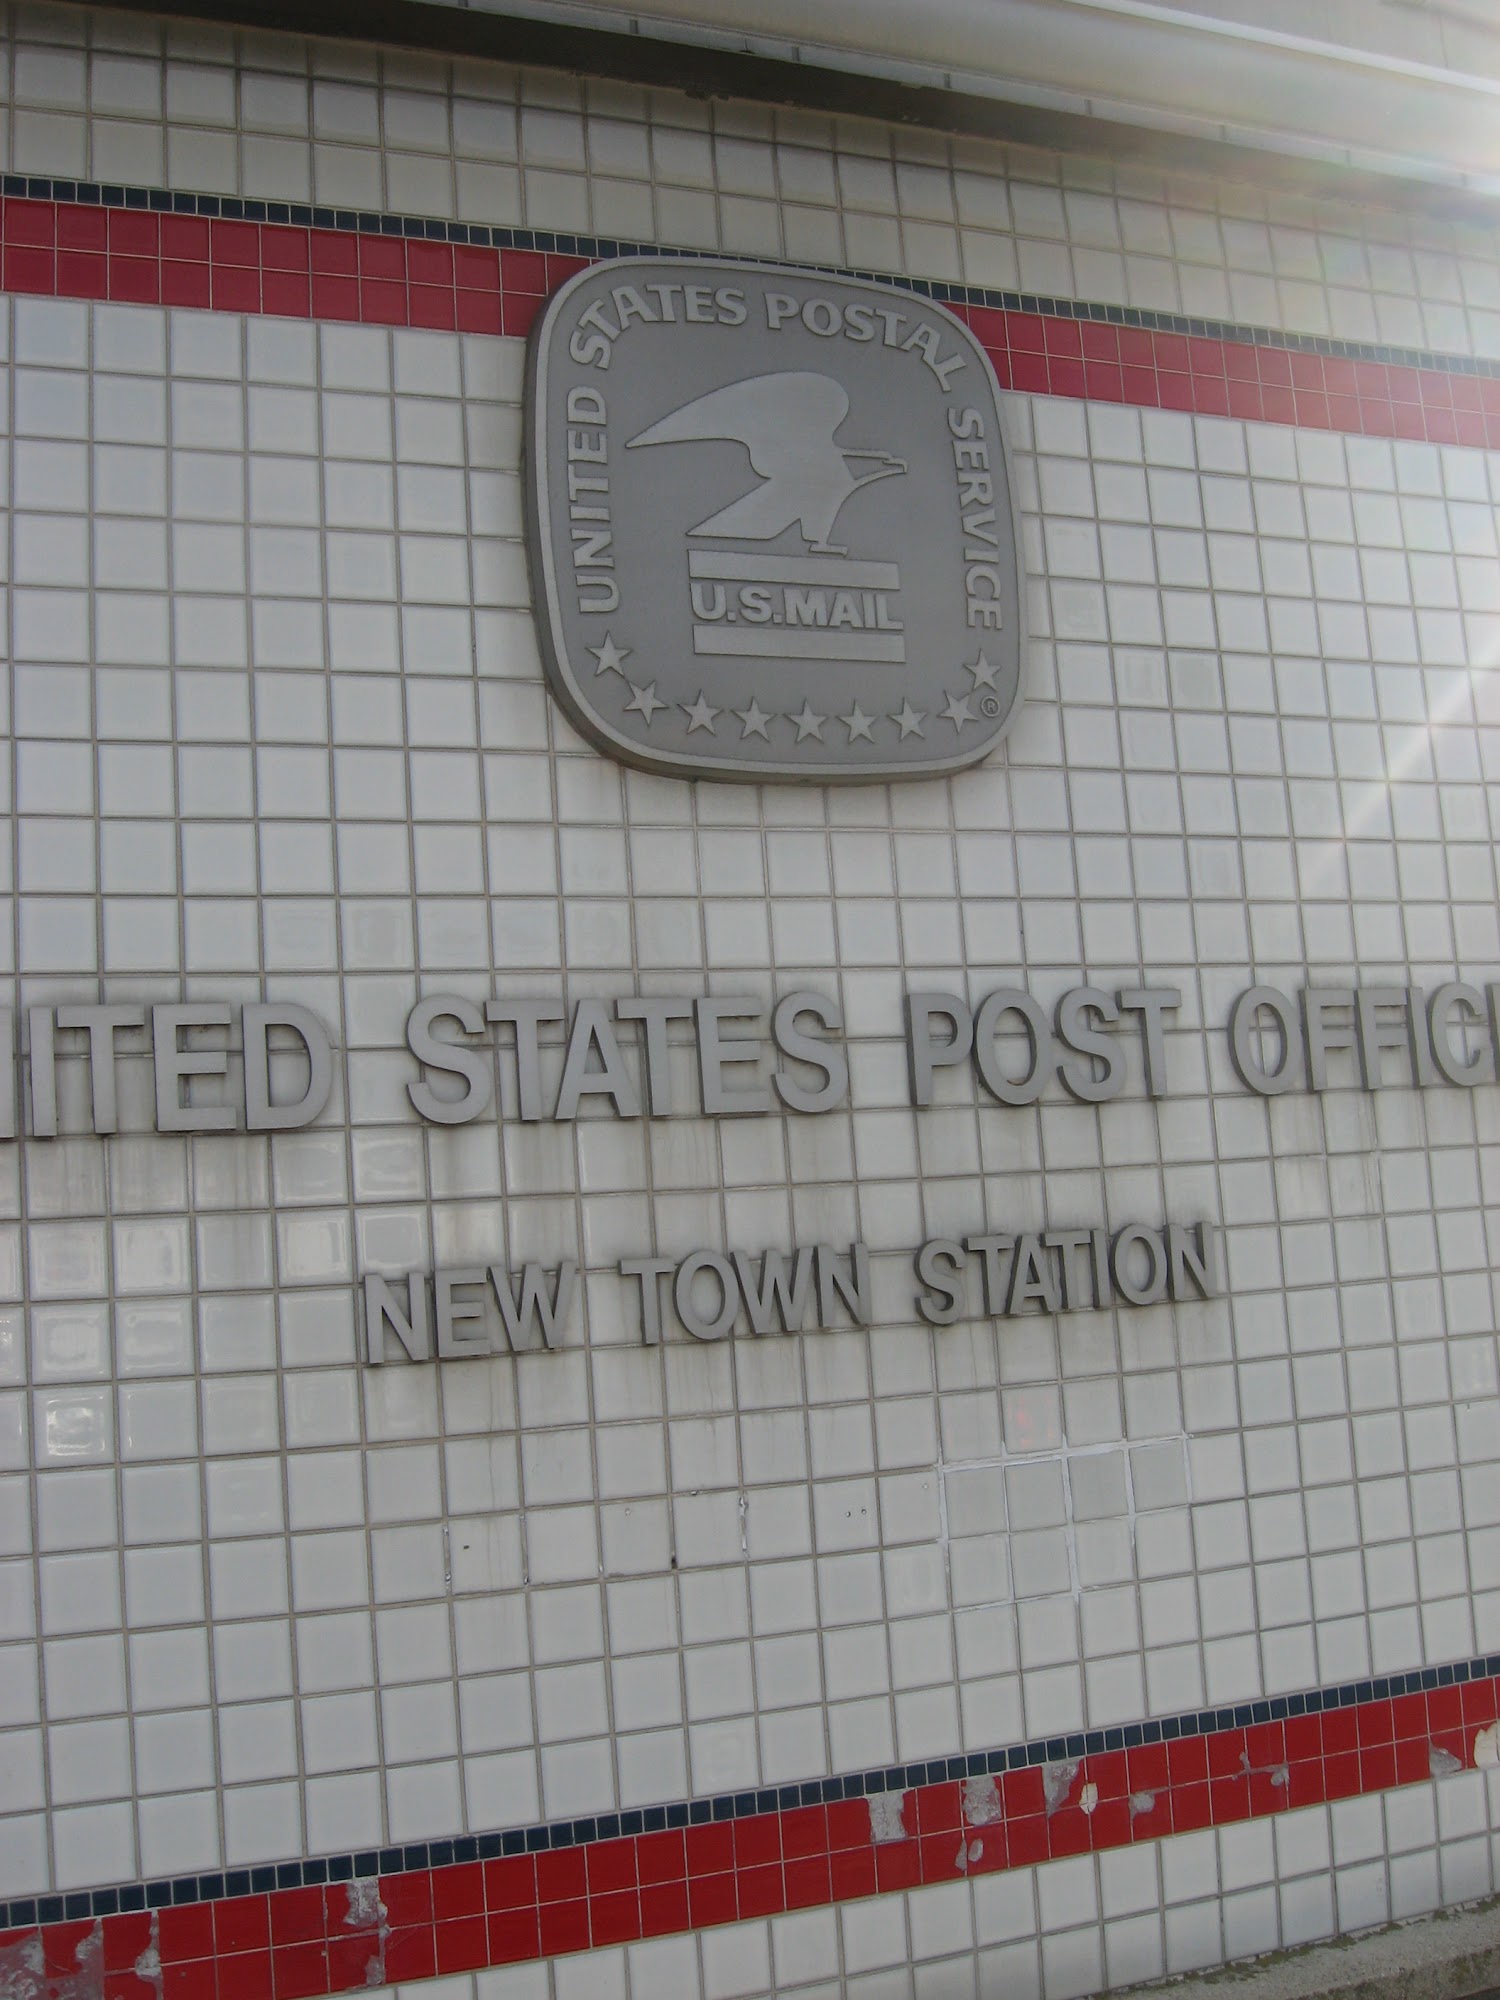 UNITED STATES POSTAL SERVICE
U.S.MAIL
®
ITED STATES POST OFFIC
NEW TOWN STATION